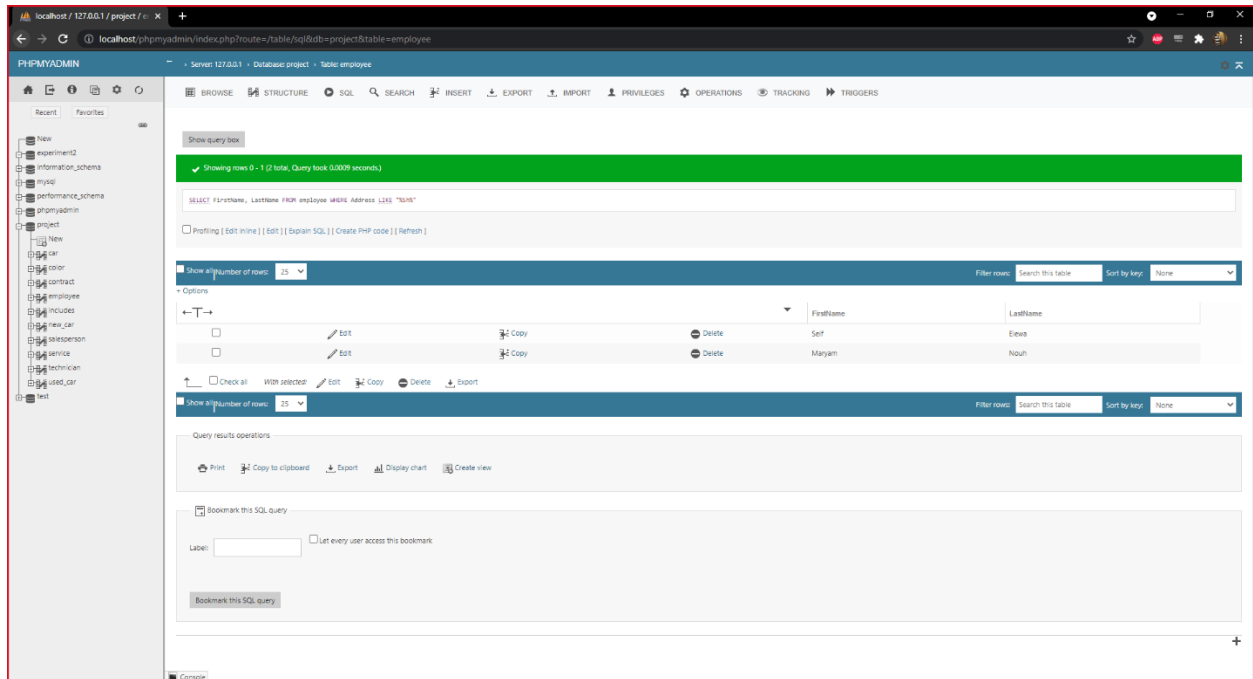 localhost / 127.0.0.1 / project / e
localhost/phpmyadmin/index.php?route=/table/sql&db=project&table=employee
PHPMYADMIN
Server: 127.0.0.1 » Database: project » Table: employee
BROWSE STRUCTURE SQL SEARCH INSERT EXPORT IMPORT PRIVILEGES OPERATIONS TRACKING TRIGGERS
Recent Favorites
New
experiment2
information_schema
mysql
performance_schema
phpmyadmin
project
New
car
color
contract
employee
includes
new_car
salesperson
service
technician
used_car
test
Show query box
Showing rows 0 - 1 (2 total, Query took 0.0009 seconds.)
SELECT FirstName, LastName FROM employee WHERE Address LIKE
Profiling [ Edit inline ] [ Edit ] [ Explain SQL ] [ Create PHP code ] [ Refresh ]
Show all Number of rows: 25 Filter rows: Search this table Sort by key: None
+ Options
←T→ FirstName LastName
Edit Copy Delete Seif Elewa
Edit Copy Delete Maryam Nouh
Check all With selected: Edit Copy Delete Export
Show all Number of rows: 25 Filter rows: Search this table Sort by key: None
Query results operations
Print Copy to clipboard Export Display chart Create view
Bookmark this SQL query
Label: Let every user access this bookmark
Bookmark this SQL query
Console